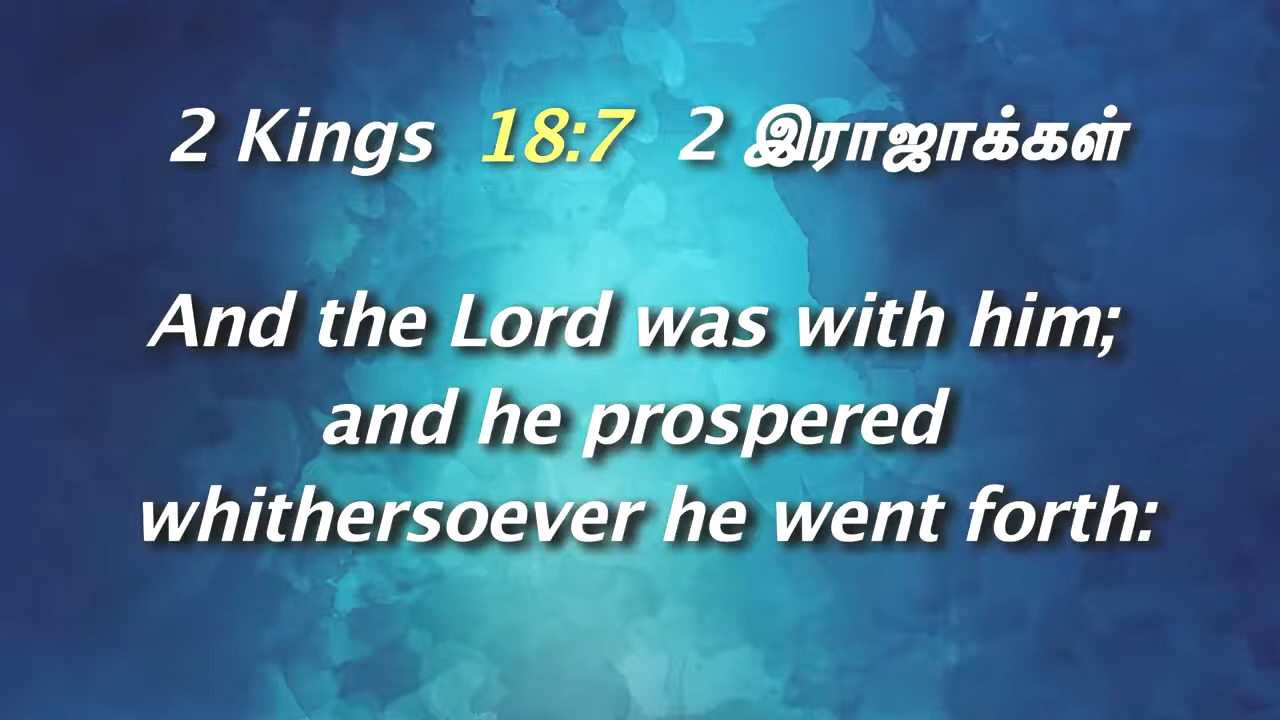 2 Kings 18:7 2 இராஜாக்கள்
And the Lord was with him;
and he prospered
whithersoever he went forth: